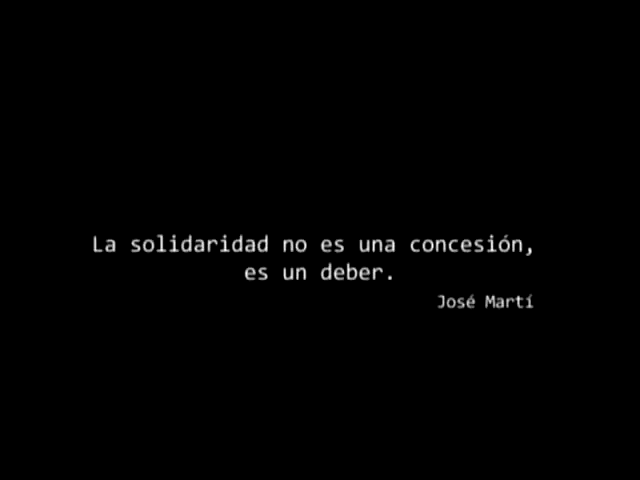 La solidaridad no es una concesión,
es un deber.
José Martí